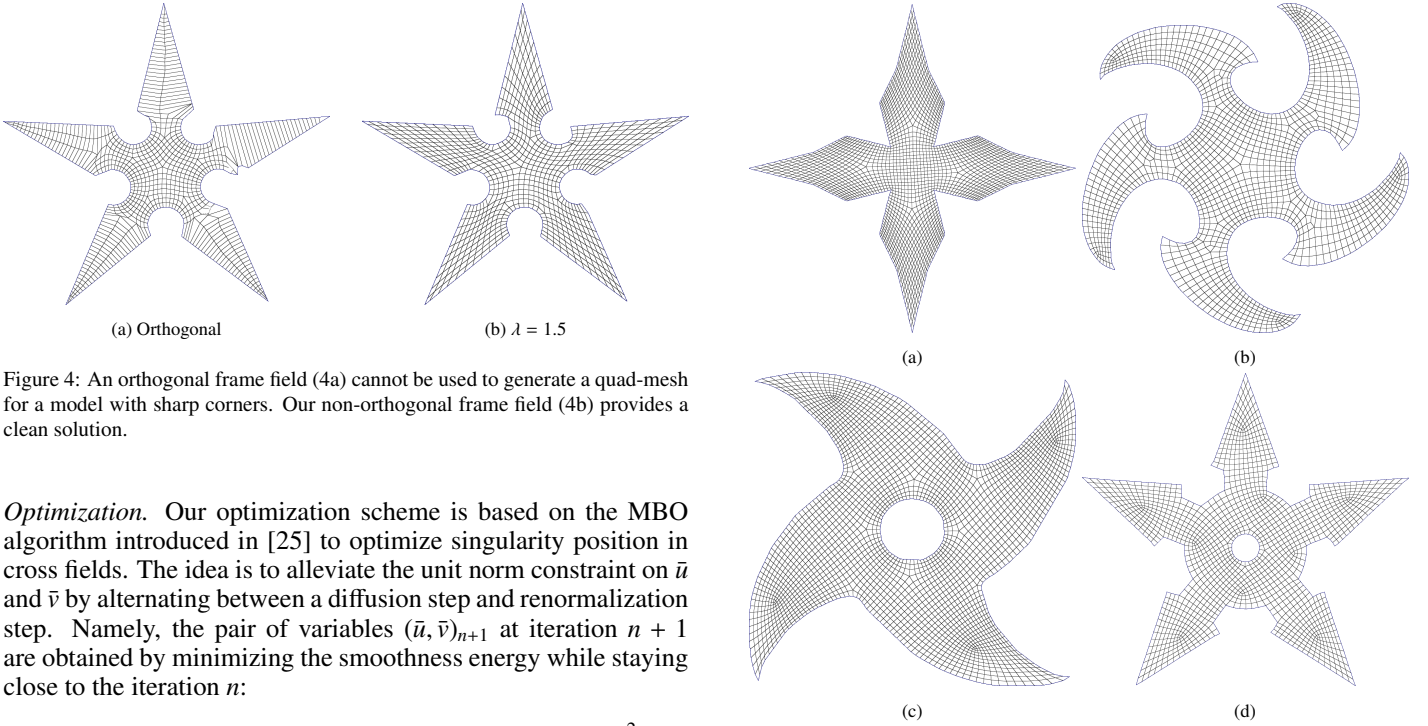 (a) Orthogonal
(b) λ = 1.5
Figure 4: An orthogonal frame field (4a) cannot be used to generate a quad-mesh
for a model with sharp corners. Our non-orthogonal frame field (4b) provides a
clean solution.
Optimization. Our optimization scheme is based on the MBO
algorithm introduced in [25] to optimize singularity position in
cross fields. The idea is to alleviate the unit norm constraint on ū
and v̄ by alternating between a diffusion step and renormalization
step. Namely, the pair of variables (ū, v̄)ₙ₊₁ at iteration n + 1
are obtained by minimizing the smoothness energy while staying
close to the iteration n:
(a)
(b)
(c)
(d)